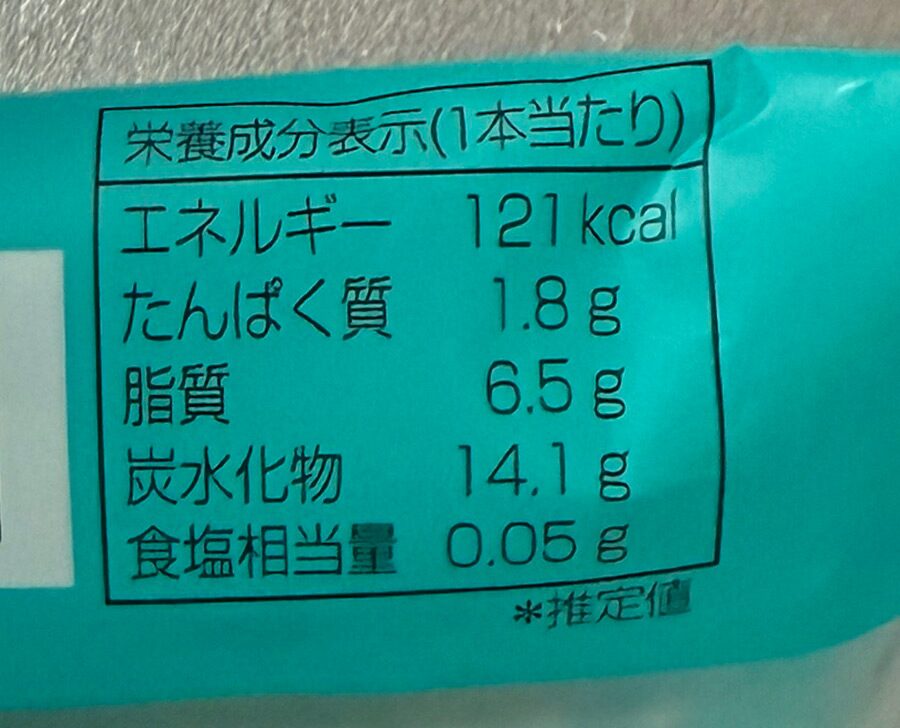 栄養成分表示(1本当たり)
エネルギー 121kcal
たんぱく質 1.8g
脂質 6.5g
炭水化物 14.1g
食塩相当量 0.05g
*推定値